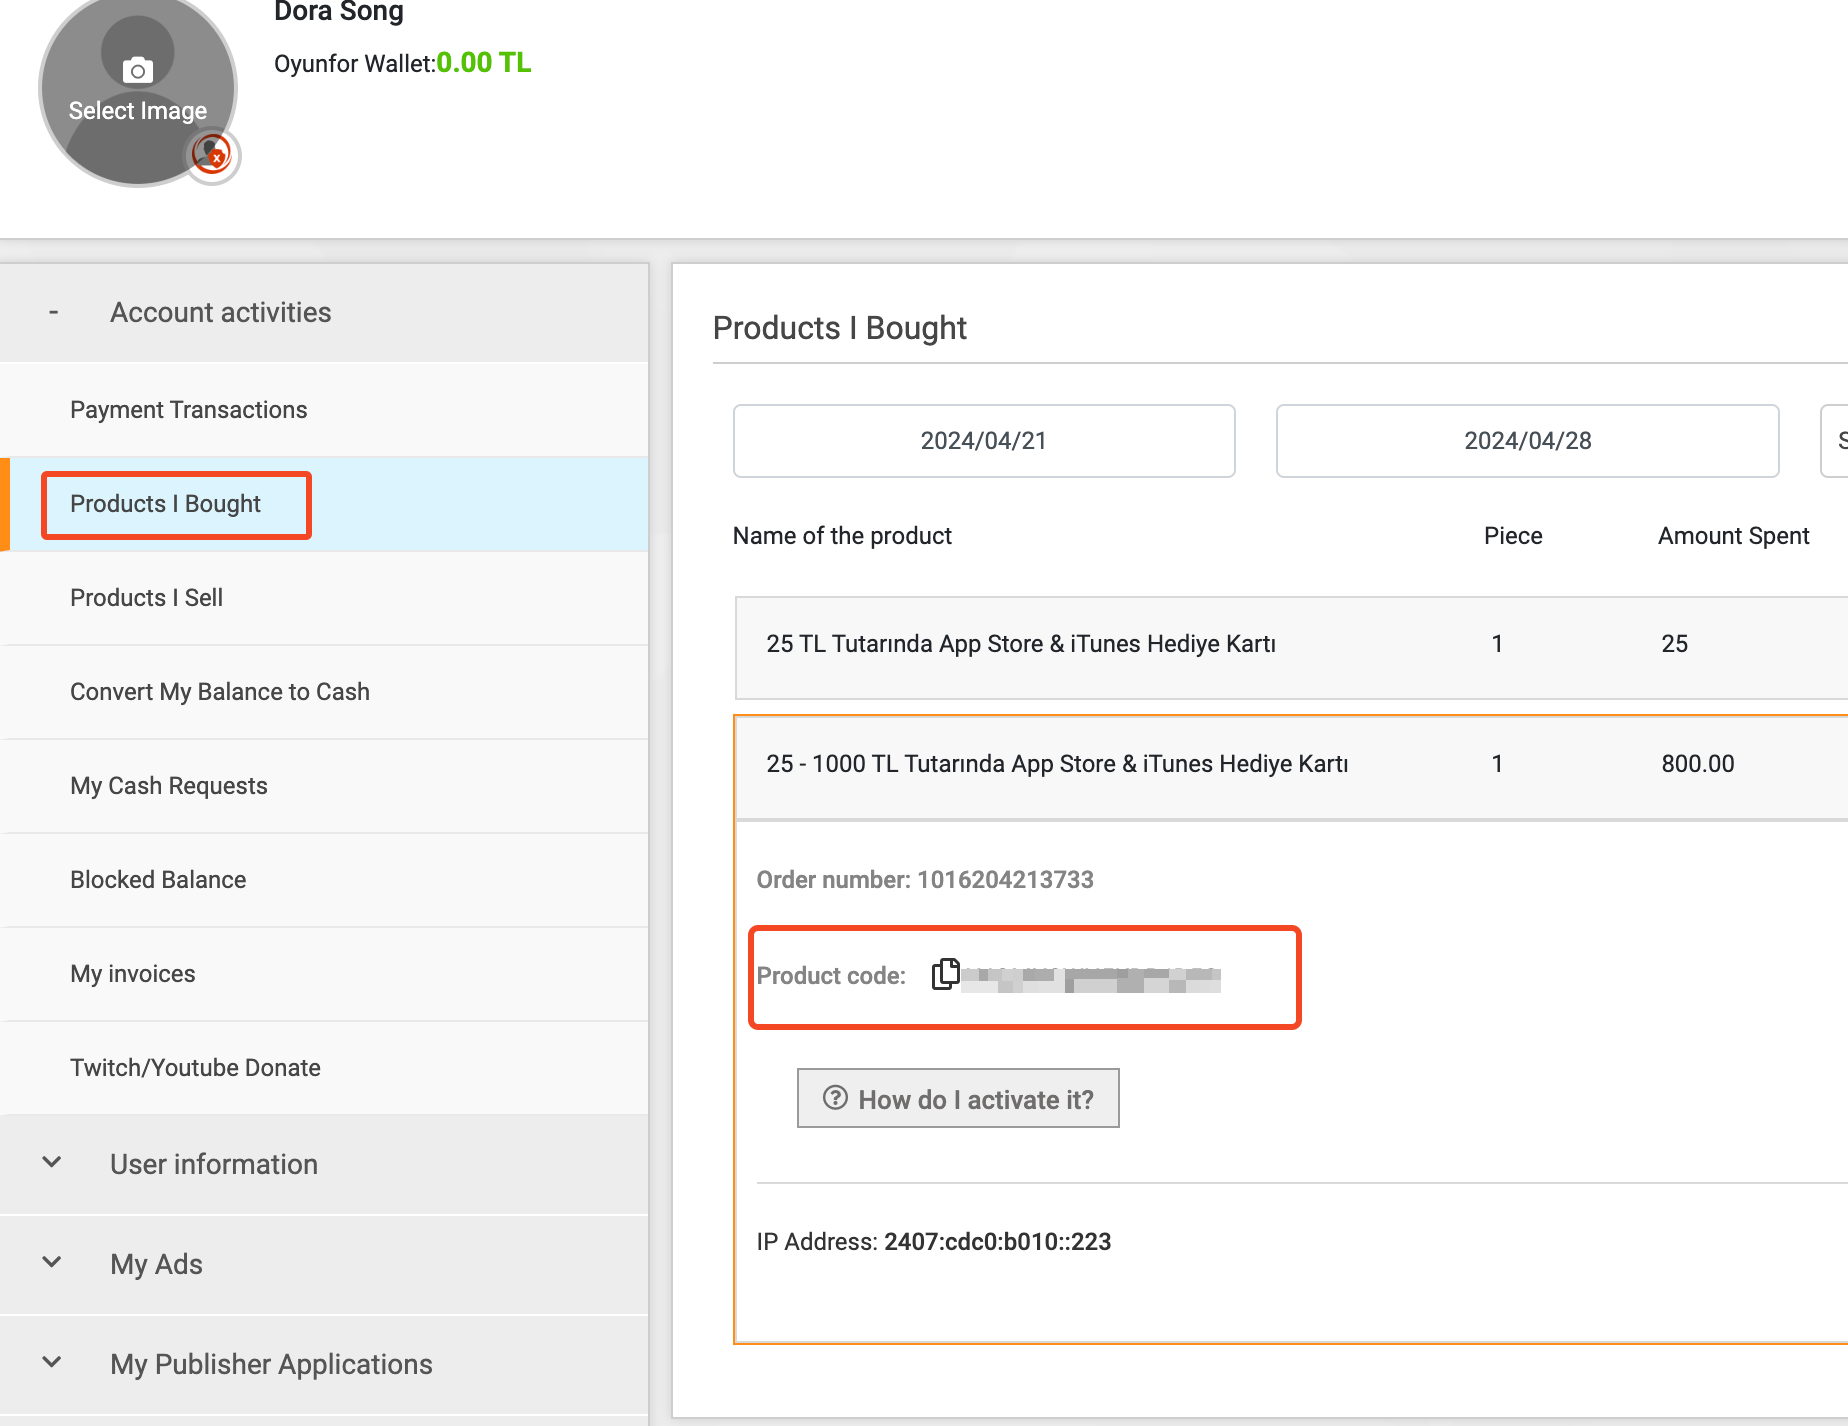 Dora Song
Oyunfor Wallet:0.00 TL
Select Image
- Account activities
Payment Transactions
Products I Bought
Products I Sell
Convert My Balance to Cash
My Cash Requests
Blocked Balance
My invoices
Twitch/Youtube Donate
User information
My Ads
My Publisher Applications
Products I Bought
2024/04/21 2024/04/28 S
Name of the product Piece Amount Spent
25 TL Tutarında App Store & iTunes Hediye Kartı 1 25
25 - 1000 TL Tutarında App Store & iTunes Hediye Kartı 1 800.00
Order number: 1016204213733
Product code:
How do I activate it?
IP Address: 2407:cdc0:b010::223